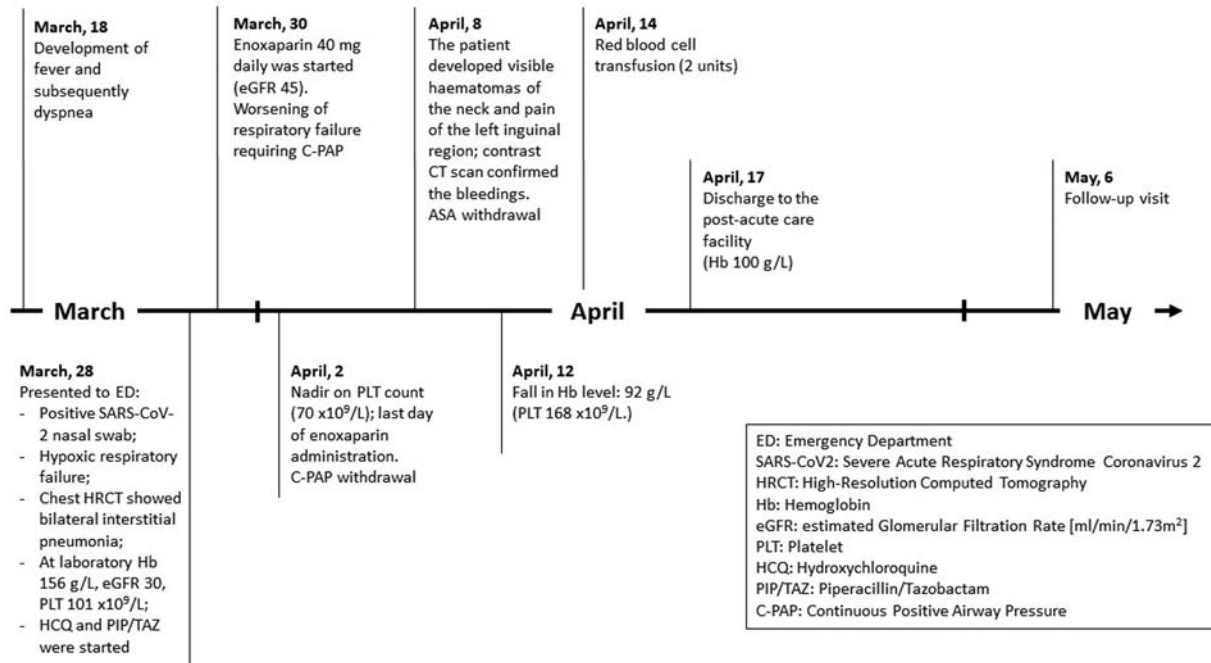 March, 18
Development of
fever and
subsequently
dyspnea
March, 30
Enoxaparin 40 mg
daily was started
(eGFR 45).
Worsening of
respiratory failure
requiring C-PAP
April, 8
The patient
developed visible
haematomas of
the neck and pain
of the left inguinal
region; contrast
CT scan confirmed
the bleedings.
ASA withdrawal
April, 14
Red blood cell
transfusion (2 units)
April, 17
Discharge to the
post-acute care
facility
(Hb 100 g/L)
May, 6
Follow-up visit
March
April
May
March, 28
Presented to ED:
- Positive SARS-CoV-
2 nasal swab;
- Hypoxic respiratory
failure;
- Chest HRCT showed
bilateral interstitial
pneumonia;
- At laboratory Hb
156 g/L, eGFR 30,
PLT 101 x10⁹/L;
- HCQ and PIP/TAZ
were started
April, 2
Nadir on PLT count
(70 x10⁹/L); last day
of enoxaparin
administration.
C-PAP withdrawal
April, 12
Fall in Hb level: 92 g/L
(PLT 168 x10⁹/L.)
ED: Emergency Department
SARS-CoV2: Severe Acute Respiratory Syndrome Coronavirus 2
HRCT: High-Resolution Computed Tomography
Hb: Hemoglobin
eGFR: estimated Glomerular Filtration Rate [ml/min/1.73m²]
PLT: Platelet
HCQ: Hydroxychloroquine
PIP/TAZ: Piperacillin/Tazobactam
C-PAP: Continuous Positive Airway Pressure